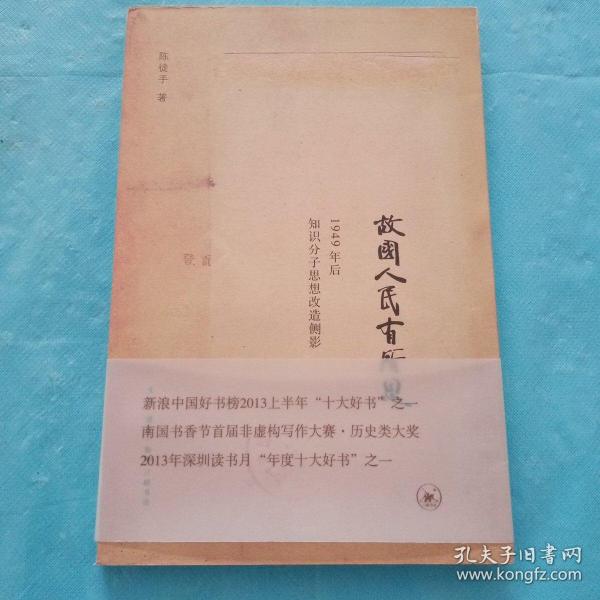 陈徒手 著
故國人民有所思
1949年后
知识分子思想改造侧影
登
新浪中国好书榜2013上半年“十大好书”之一
南国书香节首届非虚构写作大赛·历史类大奖
2013年深圳读书月“年度十大好书”之一
孔夫子旧书网
www.kongfz.com